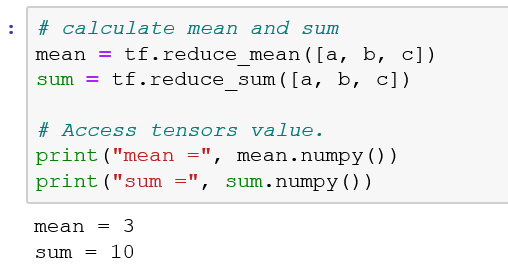 :
# calculate mean and sum
mean = tf.reduce_mean([a, b, c])
sum = tf.reduce_sum([a, b, c])
# Access tensors value.
print("mean =", mean.numpy())
print("sum =", sum.numpy())
mean = 3
sum = 10